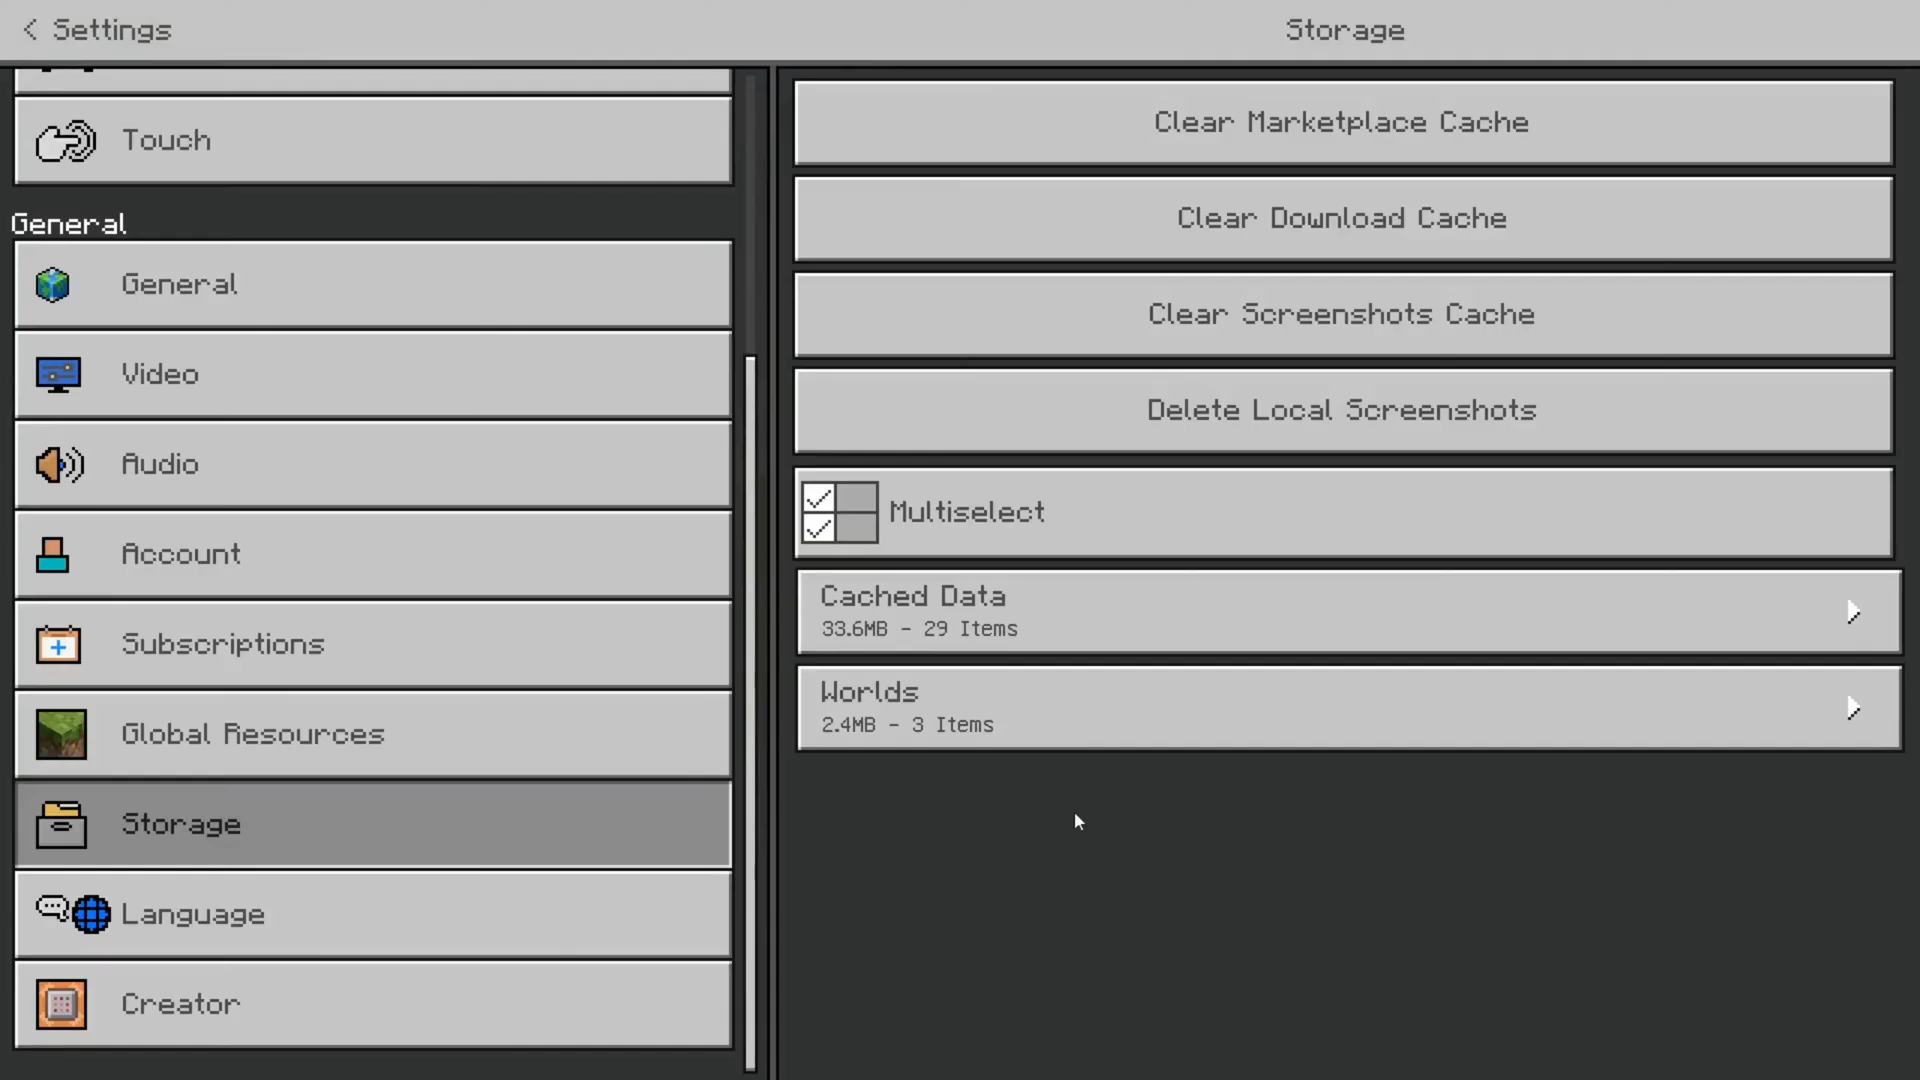 Settings
Storage
Touch
General
General
Video
Audio
Account
Subscriptions
Global Resources
Storage
Language
Creator
Clear Marketplace Cache
Clear Download Cache
Clear Screenshots Cache
Delete Local Screenshots
Multiselect
Cached Data
33.6MB - 29 Items
Worlds
2.4MB - 3 Items